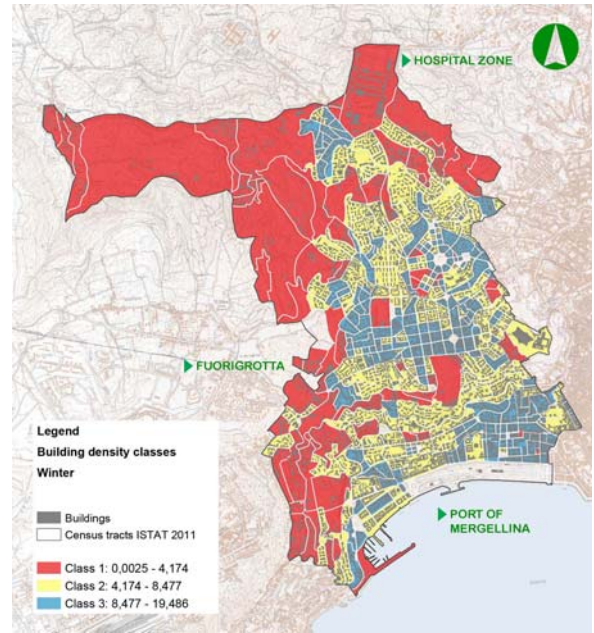 HOSPITAL ZONE
FUORIGROTTA
Legend
Building density classes
Winter
Buildings
Census tracts ISTAT 2011
Class 1: 0,0025 - 4,174
Class 2: 4,174 - 8,477
Class 3: 8,477 - 19,486
PORT OF
MERGELLINA